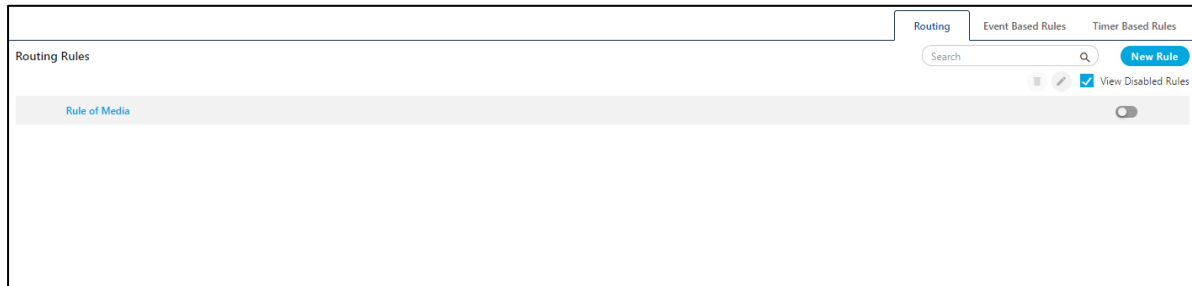 Routing Event Based Rules Timer Based Rules
Routing Rules Search New Rule
View Disabled Rules
Rule of Media